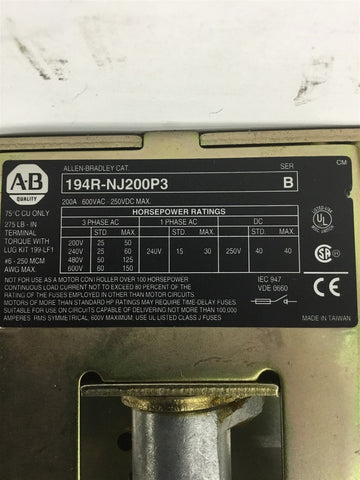 ALLEN-BRADLEY CAT. SER
A-B
QUALITY
194R-NJ200P3 B
200A 600VAC - 250VDC MAX.
75°C CU ONLY
275 LB - IN
TERMINAL
TORQUE WITH
LUG KIT 199-LF1
#6 - 250 MCM
AWG MAX.
HORSEPOWER RATINGS
3 PHASE AC 1 PHASE AC DC
STD. MAX. STD. MAX. STD. MAX.
200V 25 50
240V 25 60 240V 15 30 250V 40 40
480V 50 125
600V 60 150
CM
UL
LISTED
SA
NOT FOR USE AS A MOTOR CONTROLLER OVER 100 HORSEPOWER
CONTINUOUS LOAD CURRENT NOT TO EXCEED 80 PERCENT OF THE
RATING OF THE FUSES EMPLOYED IN OTHER THAN MOTOR CIRCUITS
MOTORS OF MORE THAN STANDARD HP RATINGS MAY REQUIRE TIME-DELAY FUSES.
SUITABLE FOR USE ON CIRCUITS CAPABLE OF DELIVERING NOT MORE THAN 100,000
AMPERES RMS SYMMETRICAL 600V MAXIMUM, USE UL LISTED CLASS J FUSES
IEC 947
VDE 0660
CE
MADE IN TAIWAN